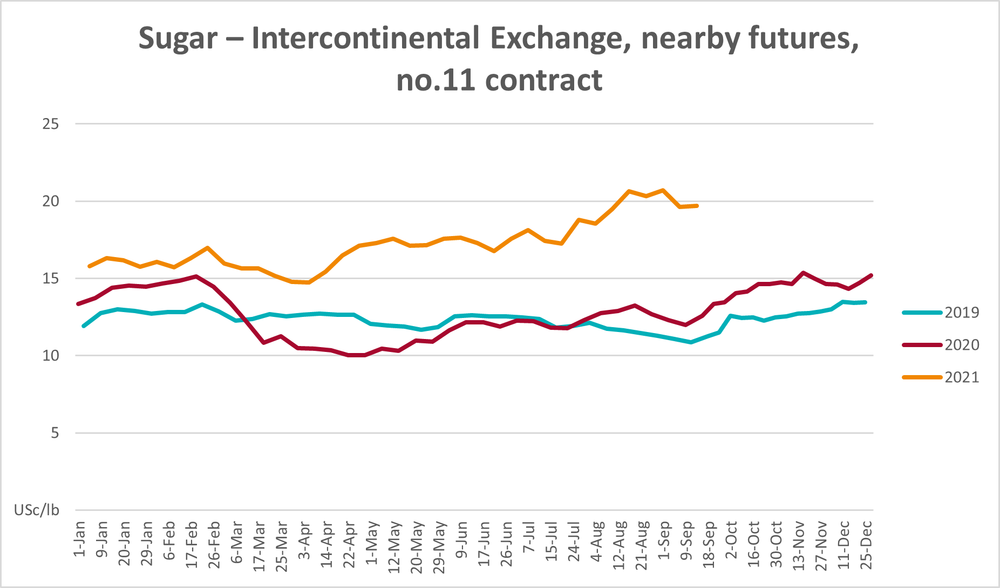 Sugar – Intercontinental Exchange, nearby futures,
no.11 contract
25
20
15
10
5
USc/lb
1-Jan
9-Jan
20-Jan
29-Jan
6-Feb
17-Feb
26-Feb
6-Mar
17-Mar
25-Mar
3-Apr
14-Apr
22-Apr
1-May
12-May
20-May
29-May
9-Jun
17-Jun
26-Jun
7-Jul
15-Jul
24-Jul
4-Aug
12-Aug
21-Aug
1-Sep
9-Sep
18-Sep
2-Oct
16-Oct
30-Oct
13-Nov
27-Nov
11-Dec
25-Dec
2019
2020
2021